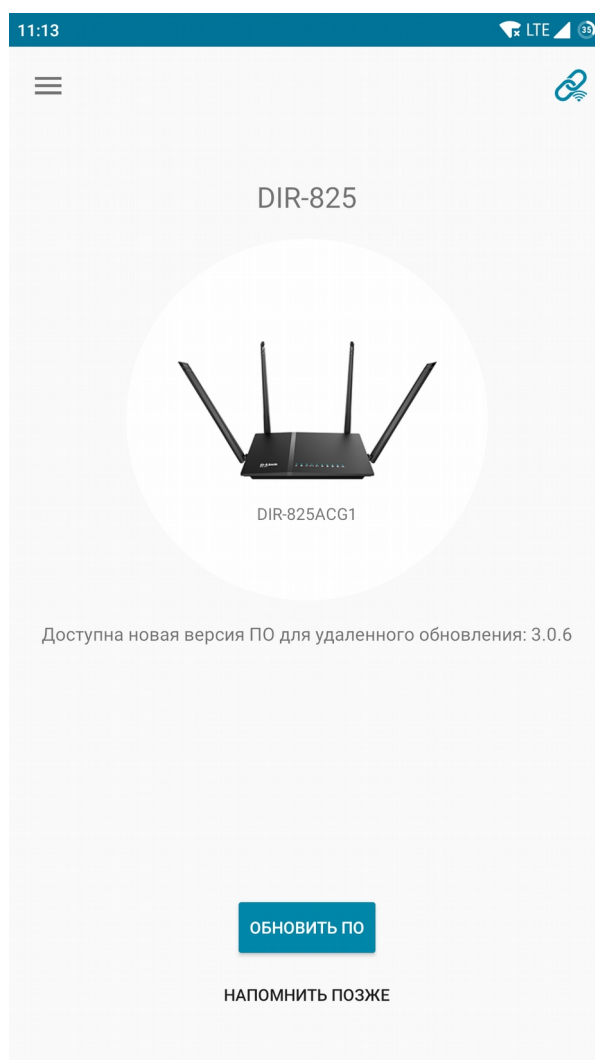 11:13
LTE
35
DIR-825
D-Link
DIR-825ACG1
Доступна новая версия ПО для удаленного обновления: 3.0.6
ОБНОВИТЬ ПО
НАПОМНИТЬ ПОЗЖЕ